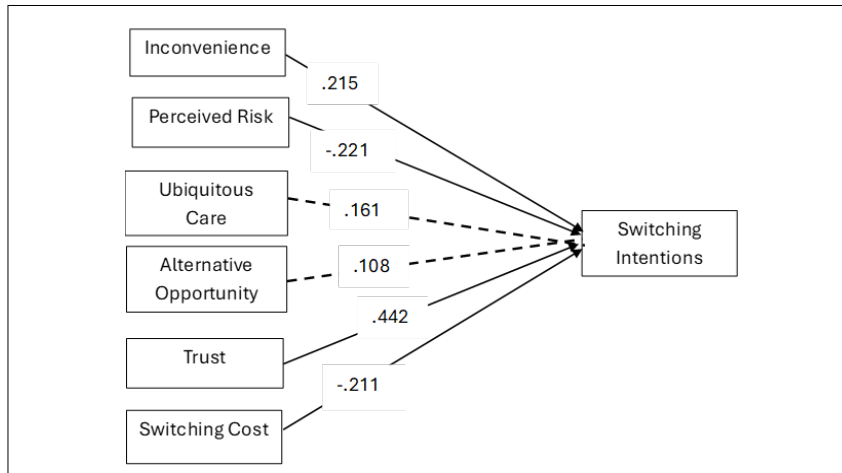 Inconvenience
.215
Perceived Risk
-.221
Ubiquitous
Care
.161
Switching
Intentions
Alternative
Opportunity
.108
.442
Trust
-.211
Switching Cost